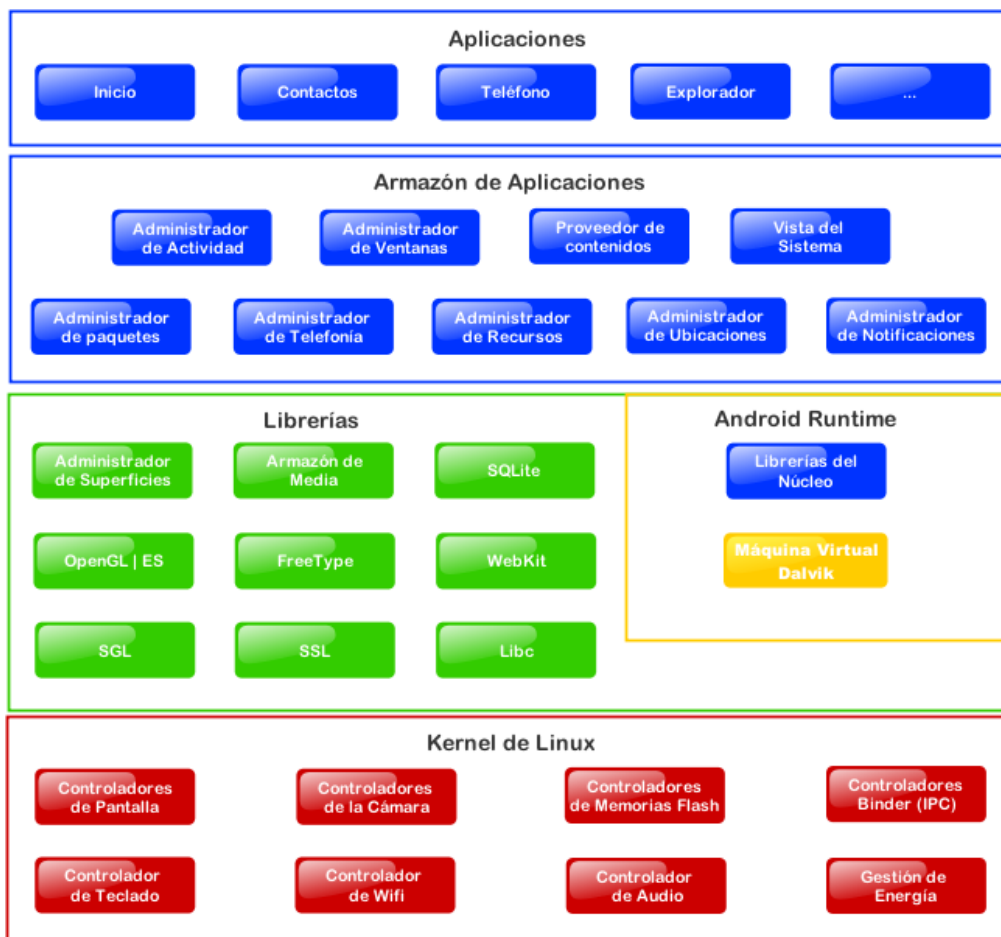 Aplicaciones
Inicio
Contactos
Teléfono
Explorador
...
Armazón de Aplicaciones
Administrador
de Actividad
Administrador
de Ventanas
Proveedor de
contenidos
Vista del
Sistema
Administrador
de paquetes
Administrador
de Telefonía
Administrador
de Recursos
Administrador
de Ubicaciones
Administrador
de Notificaciones
Librerías
Administrador
de Superficies
Armazón de
Media
SQLite
OpenGL | ES
FreeType
WebKit
SGL
SSL
Libc
Android Runtime
Librerías del
Núcleo
Máquina Virtual
Dalvik
Kernel de Linux
Controladores
de Pantalla
Controladores
de la Cámara
Controladores
de Memorias Flash
Controladores
Binder (IPC)
Controlador
de Teclado
Controlador
de Wifi
Controlador
de Audio
Gestión de
Energía